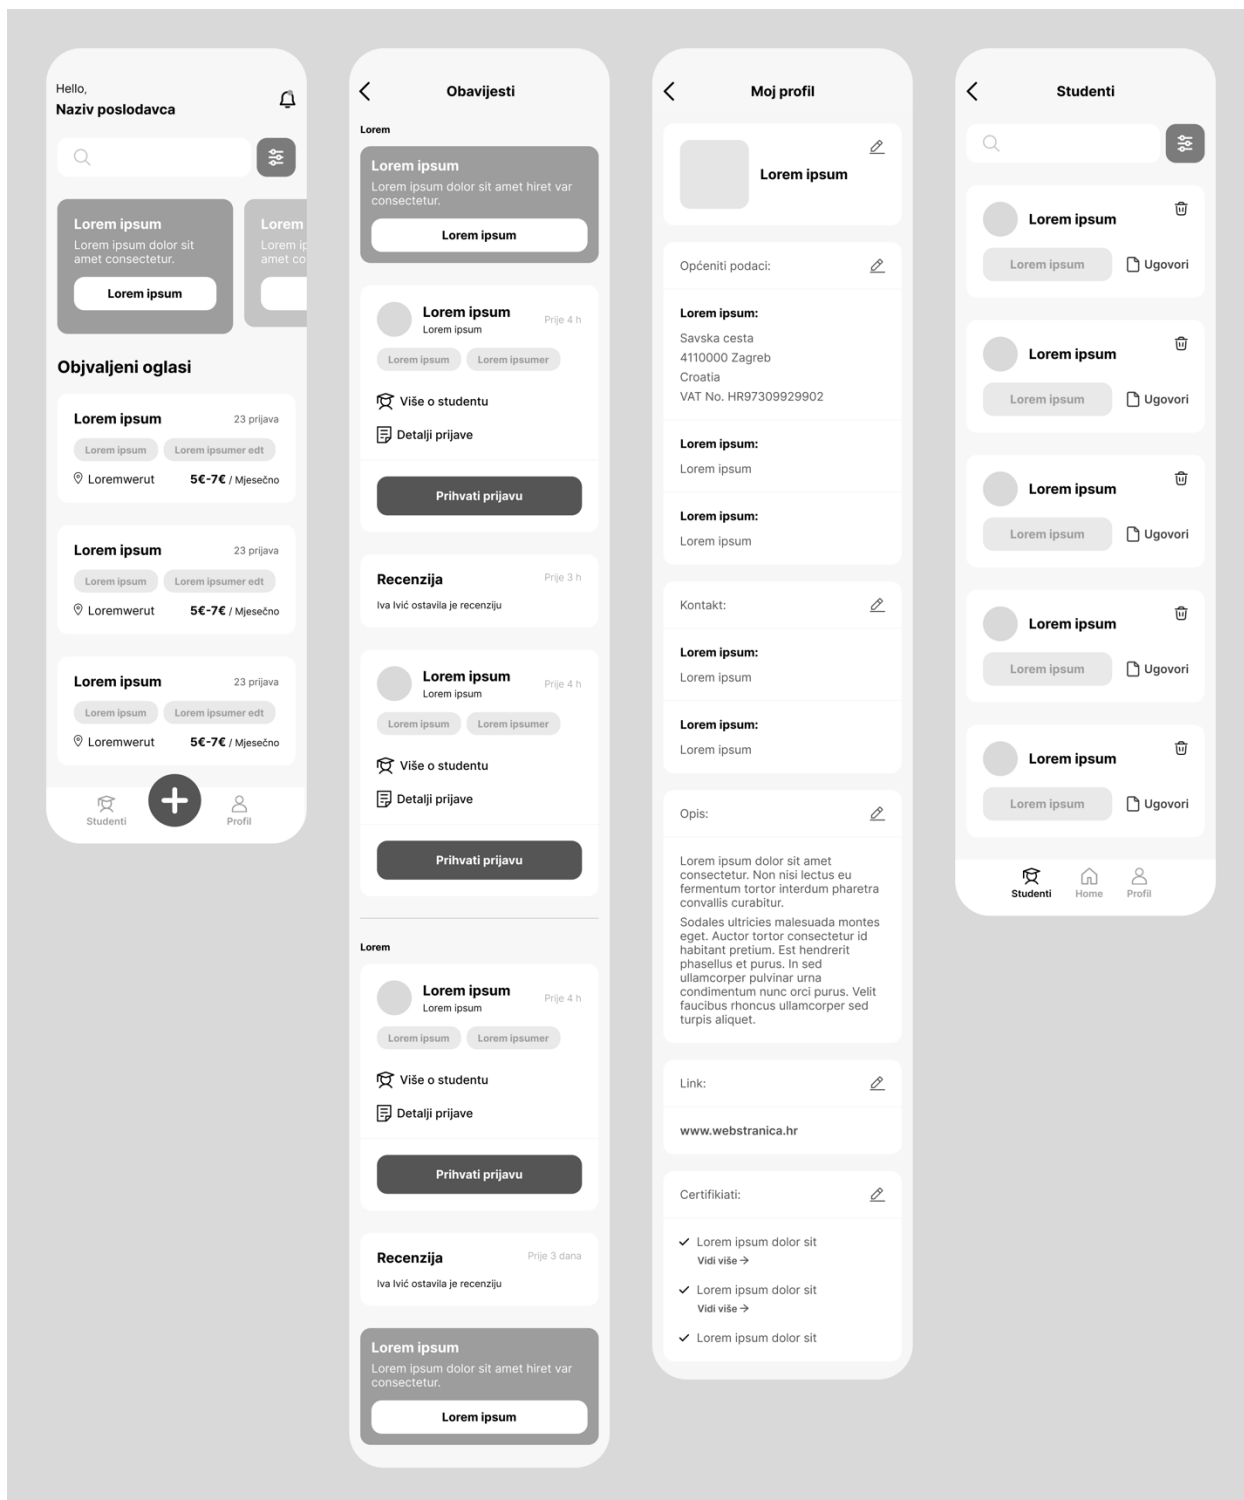 Hello,
Naziv poslodavca
Lorem ipsum
Lorem ipsum dolor sit
amet consectetur.
Lorem ipsum
Lorem
Lorem ip
amet co
Objvaljeni oglasi
Lorem ipsum
23 prijava
Lorem ipsum
Lorem ipsumer edt
Loremwerut
5€-7€ / Mjesečno
Lorem ipsum
23 prijava
Lorem ipsum
Lorem ipsumer edt
Loremwerut
5€-7€ / Mjesečno
Lorem ipsum
23 prijava
Lorem ipsum
Lorem ipsumer edt
Loremwerut
5€-7€ / Mjesečno
Studenti
Profil
Obavijesti
Lorem
Lorem ipsum
Lorem ipsum dolor sit amet hiret var
consectetur.
Lorem ipsum
Lorem ipsum
Lorem ipsum
Prije 4 h
Lorem ipsum
Lorem ipsumer
Više o studentu
Detalji prijave
Prihvati prijavu
Recenzija
Prije 3 h
Iva Ivić ostavila je recenziju
Lorem ipsum
Lorem ipsum
Prije 4 h
Lorem ipsum
Lorem ipsumer
Više o studentu
Detalji prijave
Prihvati prijavu
Lorem
Lorem ipsum
Lorem ipsum
Prije 4 h
Lorem ipsum
Lorem ipsumer
Više o studentu
Detalji prijave
Prihvati prijavu
Recenzija
Prije 3 dana
Iva Ivić ostavila je recenziju
Lorem ipsum
Lorem ipsum dolor sit amet hiret var
consectetur.
Lorem ipsum
Moj profil
Lorem ipsum
Općeniti podaci:
Lorem ipsum:
Savska cesta
4110000 Zagreb
Croatia
VAT No. HR97309929902
Lorem ipsum:
Lorem ipsum
Lorem ipsum:
Lorem ipsum
Kontakt:
Lorem ipsum:
Lorem ipsum
Lorem ipsum:
Lorem ipsum
Opis:
Lorem ipsum dolor sit amet
consectetur. Non nisi lectus eu
fermentum tortor interdum pharetra
convallis curabitur.
Sodales ultricies malesuada montes
eget. Auctor tortor consectetur id
habitant pretium. Est hendrerit
phasellus et purus. In sed
ullamcorper pulvinar urna
condimentum nunc orci purus. Velit
faucibus rhoncus ullamcorper sed
turpis aliquet.
Link:
www.webstranica.hr
Certifikiati:
Lorem ipsum dolor sit
Vidi više →
Lorem ipsum dolor sit
Vidi više →
Lorem ipsum dolor sit
Studenti
Lorem ipsum
Lorem ipsum
Ugovori
Lorem ipsum
Lorem ipsum
Ugovori
Lorem ipsum
Lorem ipsum
Ugovori
Lorem ipsum
Lorem ipsum
Ugovori
Lorem ipsum
Lorem ipsum
Ugovori
Studenti
Home
Profil